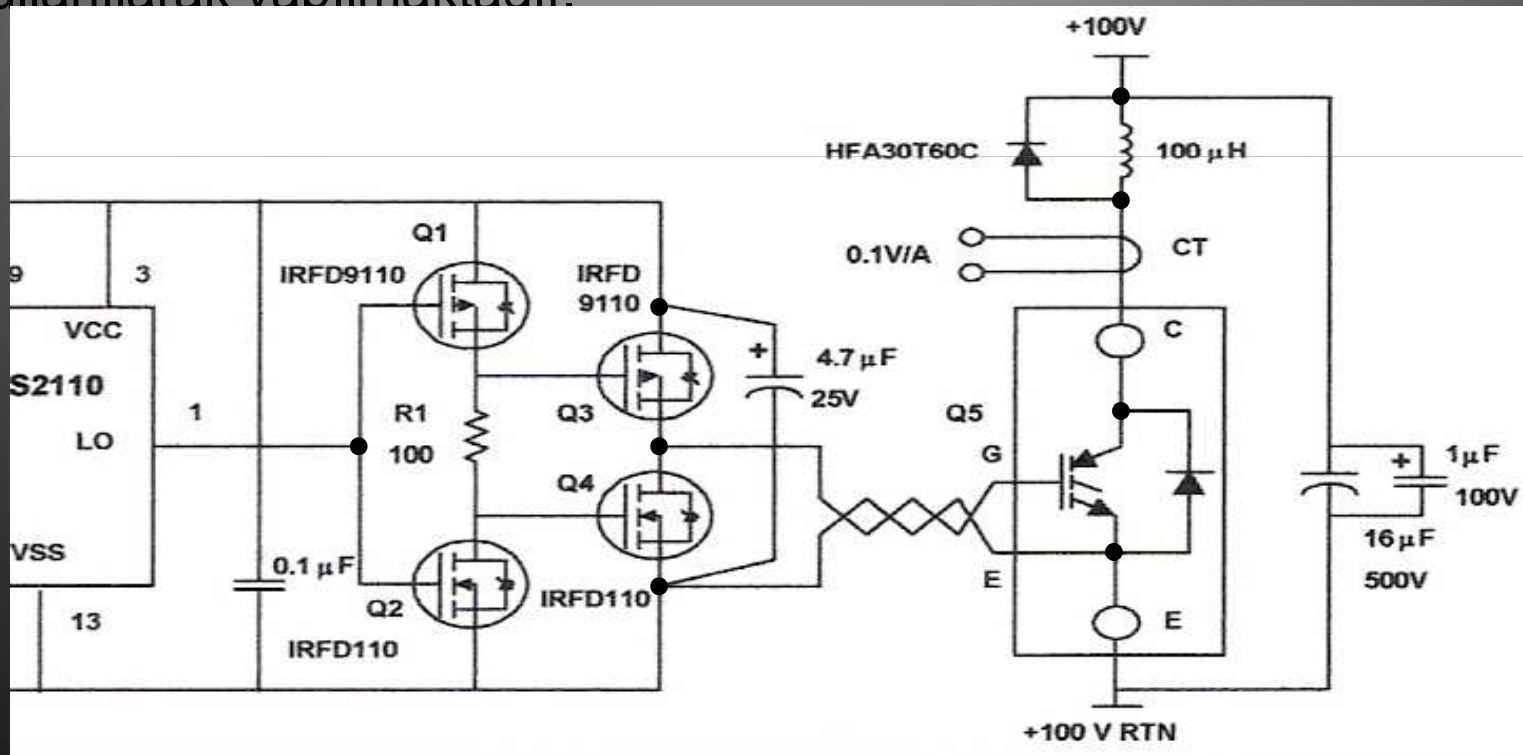 yapılmaktadır.
+100V
HFA30T60C
100 µH
Q1
0.1V/A
CT
9
3
IRFD9110
IRFD
9110
VCC
C
+
4.7 µF
25V
S2110
1
R1
100
Q3
Q5
LO
G
+
1µF
100V
Q4
VSS
0.1 µF
16 µF
500V
Q2
IRFD110
E
13
E
IRFD110
+100 V RTN